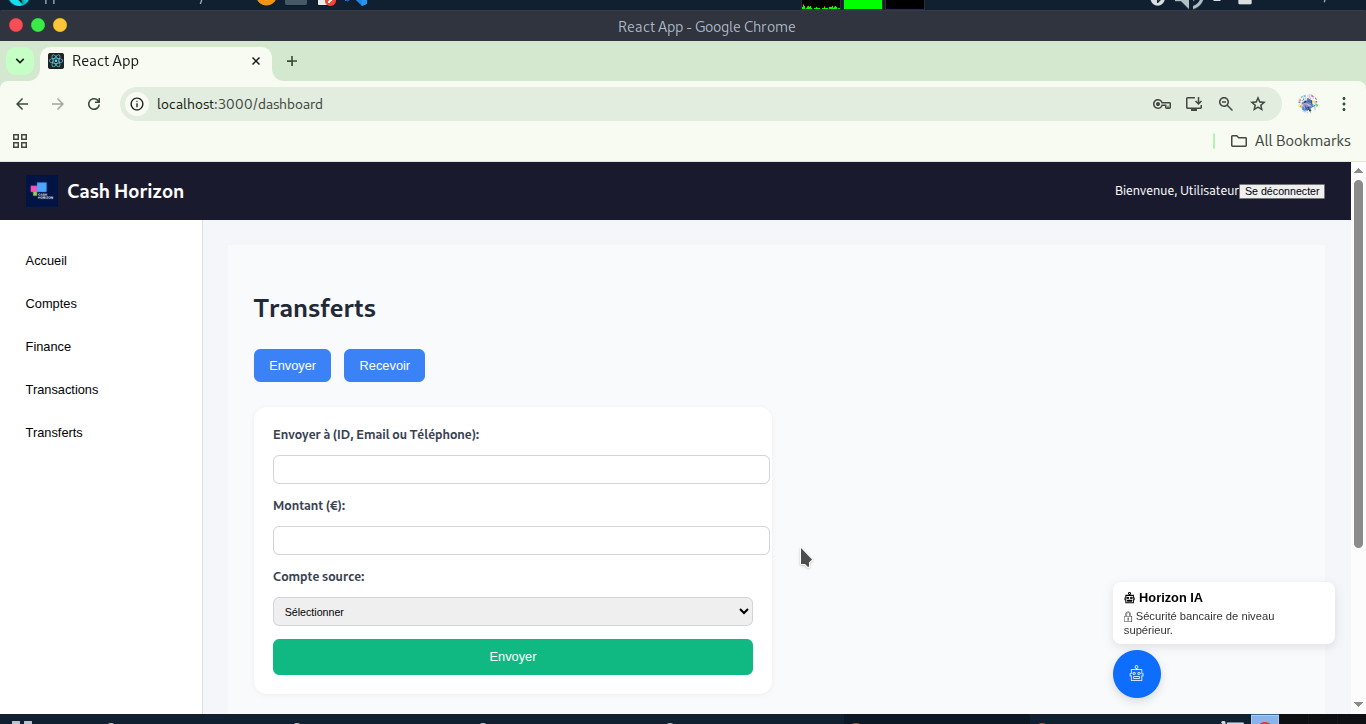 React App - Google Chrome
React App
localhost:3000/dashboard
All Bookmarks
Cash Horizon
Bienvenue, Utilisateur Se déconnecter
Accueil
Comptes
Finance
Transactions
Transferts
Transferts
Envoyer Recevoir
Envoyer à (ID, Email ou Téléphone):
Montant (€):
Compte source:
Sélectionner
Envoyer
Horizon IA
Sécurité bancaire de niveau
supérieur.